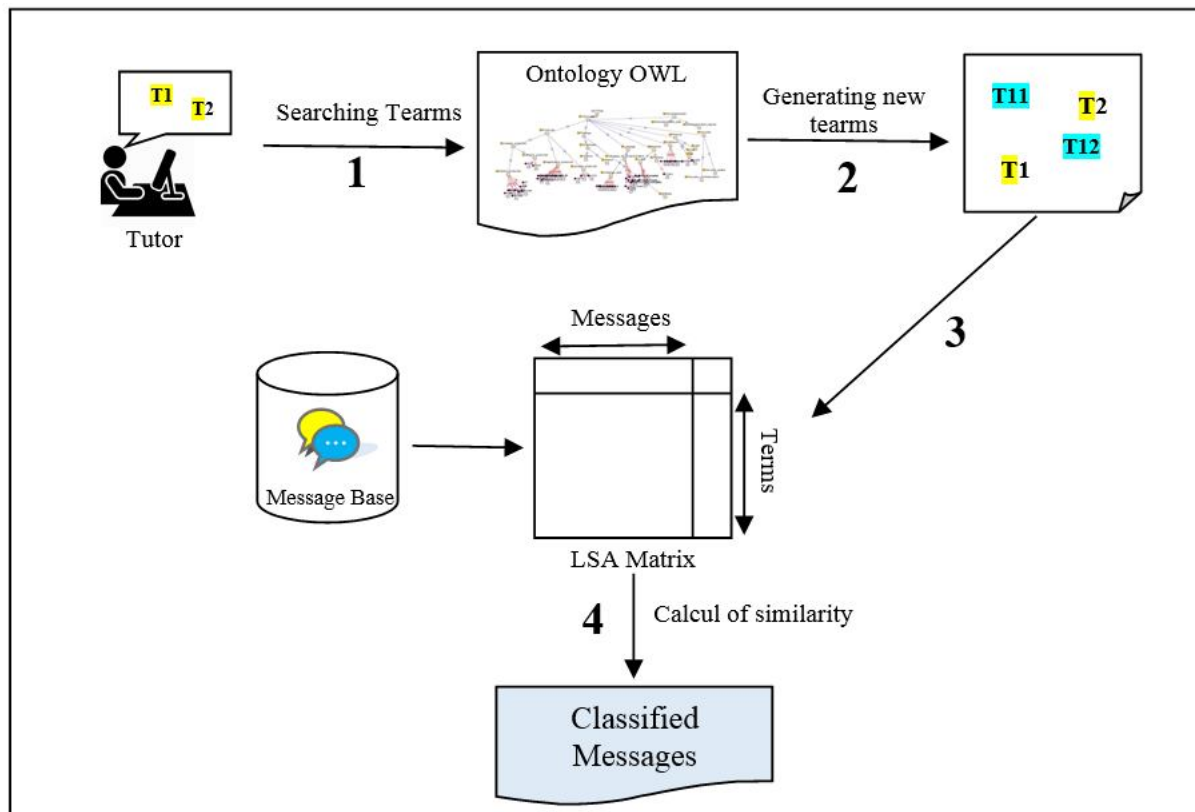 T1
T2
Tutor
Searching Tearms
1
Ontology OWL
Generating new
tearms
2
T11
T2
T12
T1
3
Messages
Terms
Message Base
LSA Matrix
4
Calcul of similarity
Classified
Messages